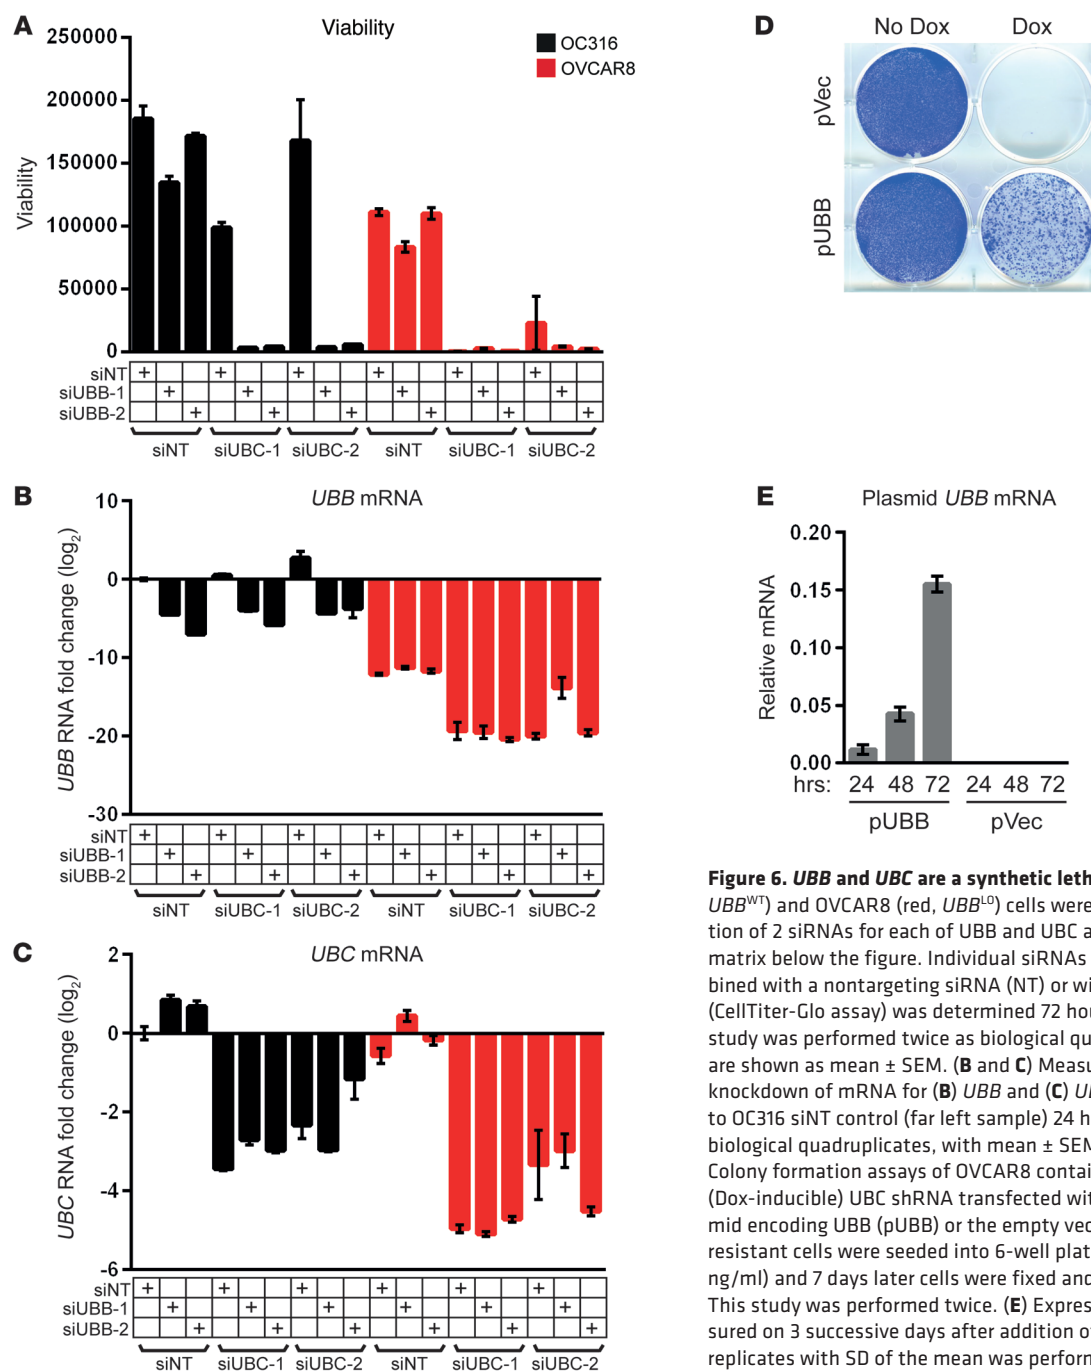 A
Viability
OC316
OVCAR8
Viability
250000
200000
150000
100000
50000
0
siNT + + + + + +
siUBB-1 + + + + + +
siUBB-2 + + + + + +
siNT siUBC-1 siUBC-2 siNT siUBC-1 siUBC-2
B
UBB mRNA
UBB RNA fold change (log2)
10
0
-10
-20
-30
siNT + + + + + +
siUBB-1 + + + + + +
siUBB-2 + + + + + +
siNT siUBC-1 siUBC-2 siNT siUBC-1 siUBC-2
C
UBC mRNA
UBC RNA fold change (log2)
2
0
-2
-4
-6
siNT + + + + + +
siUBB-1 + + + + + +
siUBB-2 + + + + + +
siNT siUBC-1 siUBC-2 siNT siUBC-1 siUBC-2
D
No Dox Dox
pVec
pUBB
E
Plasmid UBB mRNA
Relative mRNA
0.20
0.15
0.10
0.05
0.00
hrs: 24 48 72 24 48 72
pUBB pVec
Figure 6. UBB and UBC are a synthetic leth
UBBWT) and OVCAR8 (red, UBBLO) cells were
tion of 2 siRNAs for each of UBB and UBC a
matrix below the figure. Individual siRNAs
bined with a nontargeting siRNA (NT) or wi
(CellTiter-Glo assay) was determined 72 hou
study was performed twice as biological qu
are shown as mean ± SEM. (B and C) Measu
knockdown of mRNA for (B) UBB and (C) U
to OC316 siNT control (far left sample) 24 h
biological quadruplicates, with mean ± SEM
Colony formation assays of OVCAR8 contai
(Dox-inducible) UBC shRNA transfected wit
mid encoding UBB (pUBB) or the empty vec
resistant cells were seeded into 6-well plat
ng/ml) and 7 days later cells were fixed and
This study was performed twice. (E) Expres
sured on 3 successive days after addition o
replicates with SD of the mean was perforn